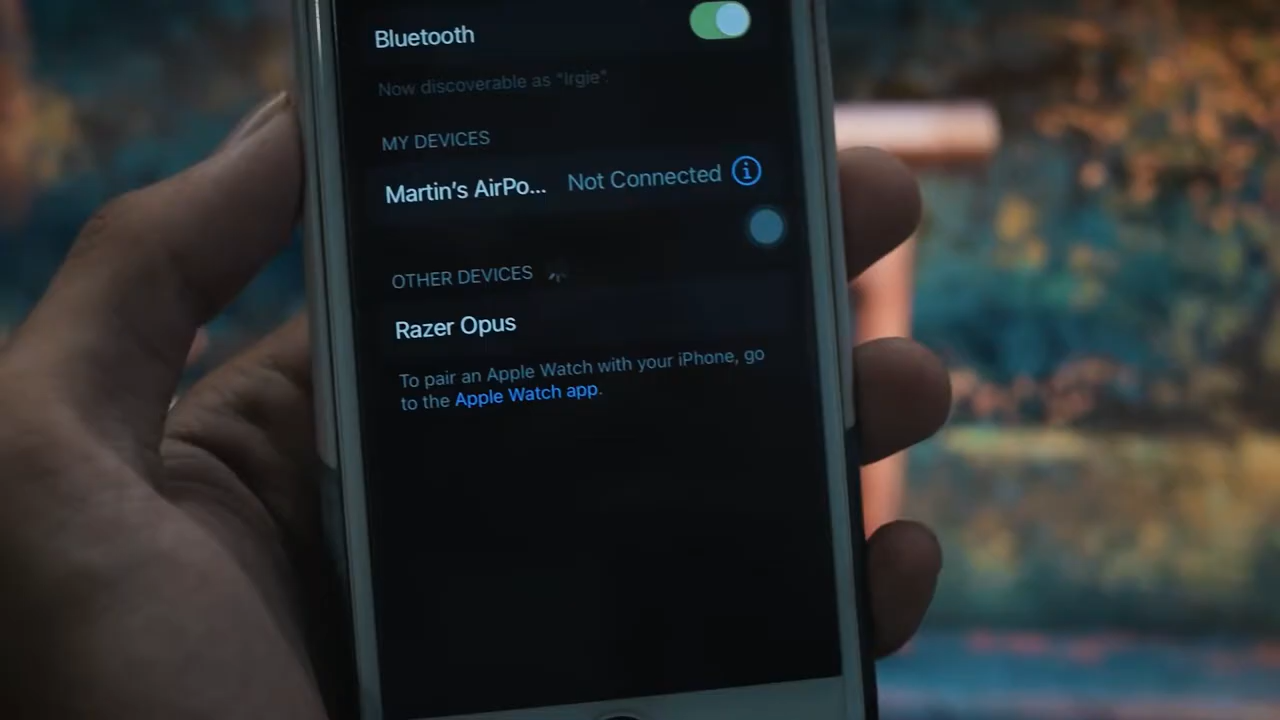 Bluetooth
Now discoverable as "Irgie".
MY DEVICES
Martin's AirPo... Not Connected
OTHER DEVICES
Razer Opus
To pair an Apple Watch with your iPhone, go
to the Apple Watch app.